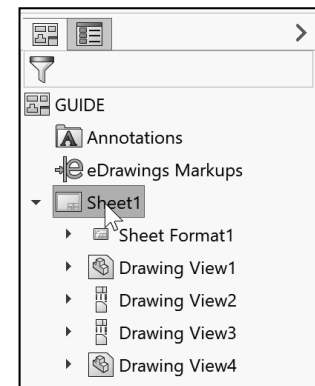 GUIDE
Annotations
eDrawings Markups
Sheet1
Sheet Format1
Drawing View1
Drawing View2
Drawing View3
Drawing View4